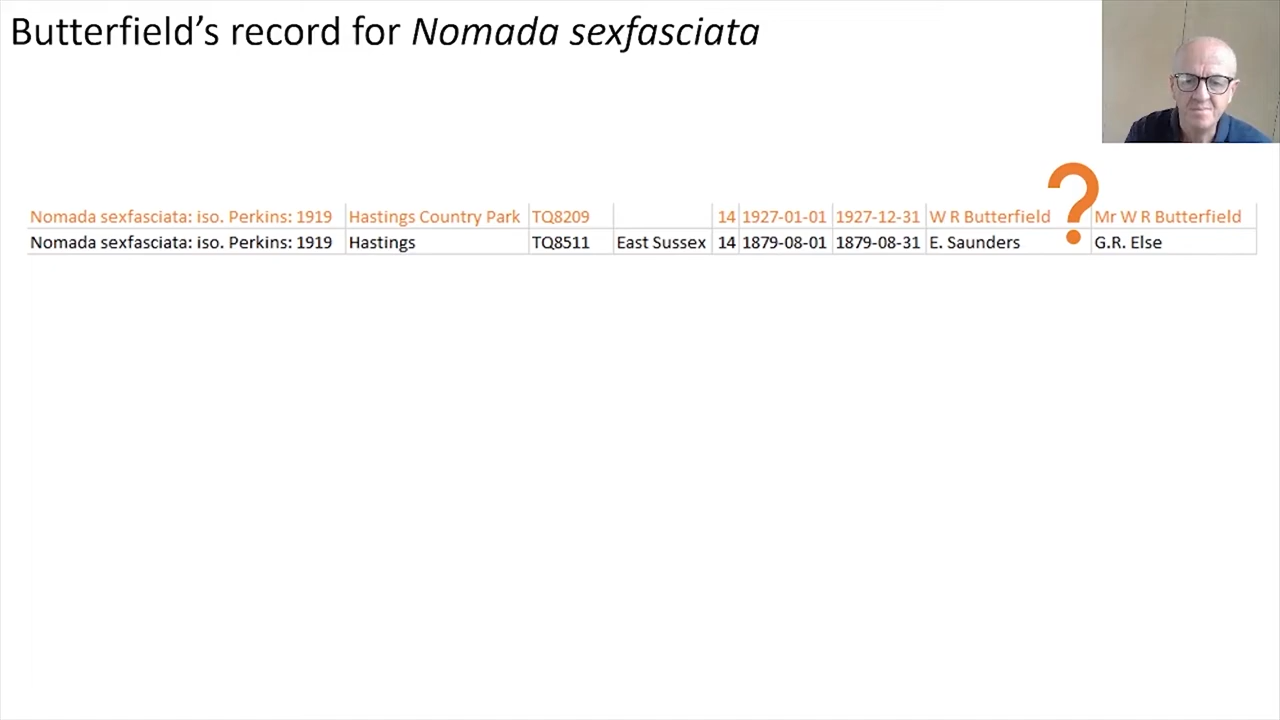 Butterfield’s record for Nomada sexfasciata
?
Nomada sexfasciata: iso. Perkins: 1919 Hastings Country Park TQ8209 14 1927-01-01 1927-12-31 W R Butterfield Mr W R Butterfield
Nomada sexfasciata: iso. Perkins: 1919 Hastings TQ8511 East Sussex 14 1879-08-01 1879-08-31 E. Saunders G.R. Else